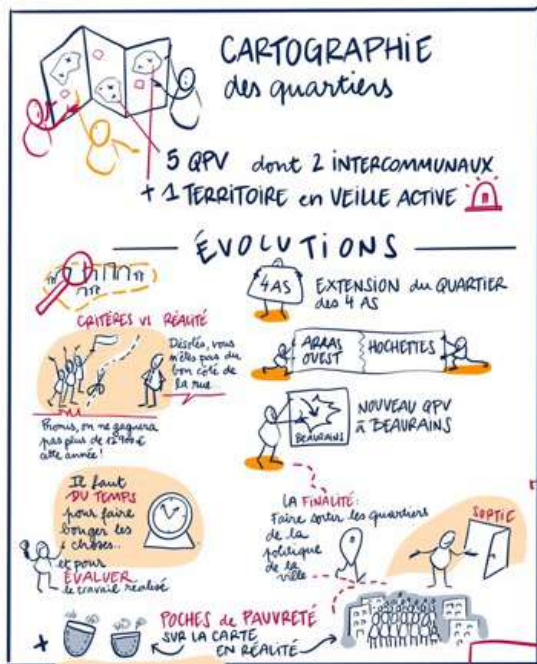 CARTOGRAPHIE
des quartiers
5 QPV dont 2 INTERCOMMUNAUX
+ 1 TERRITOIRE en VEILLE ACTIVE
ÉVOLUTIONS
CRITÈRES VS RÉALITÉ
Désolés, vous
n'êtes pas du
bon côté de
la rue
Promis, on ne gagnera
pas plus de 12 900 €
cette année !
4 AS
EXTENSION du QUARTIER
des 4 AS
ARRAS
OUEST
HOCHETTES
BEAURAINS
NOUVEAU QPV
à BEAURAINS
Il faut
DU TEMPS
pour faire
bouger les
choses..
et pour
ÉVALUER
le travail réalisé
LA FINALITÉ :
Faire sortir les quartiers
de la
politique
de la
ville
SORTIE
+
POCHES de PAUVRETÉ
SUR LA CARTE
EN RÉALITÉ